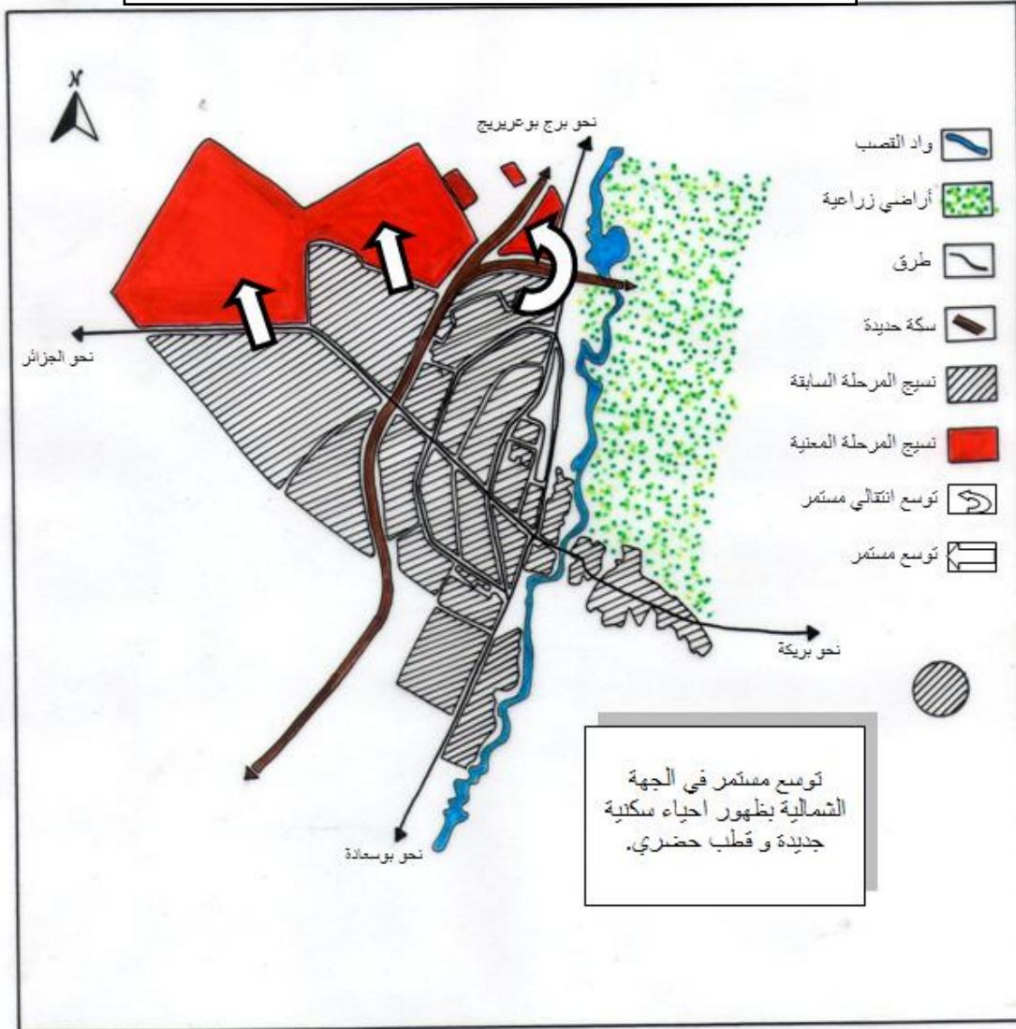 N
نحو برج بوعريريج
نحو الجزائر
نحو بريكة
نحو بوسعادة
واد القصب
أراضي زراعية
طرق
سكة حديدة
نسيج المرحلة السابقة
نسيج المرحلة المعنية
توسع انتقالي مستمر
توسع مستمر
توسع مستمر في الجهة
الشمالية بظهور احياء سكنية
جديدة و قطب حضري.